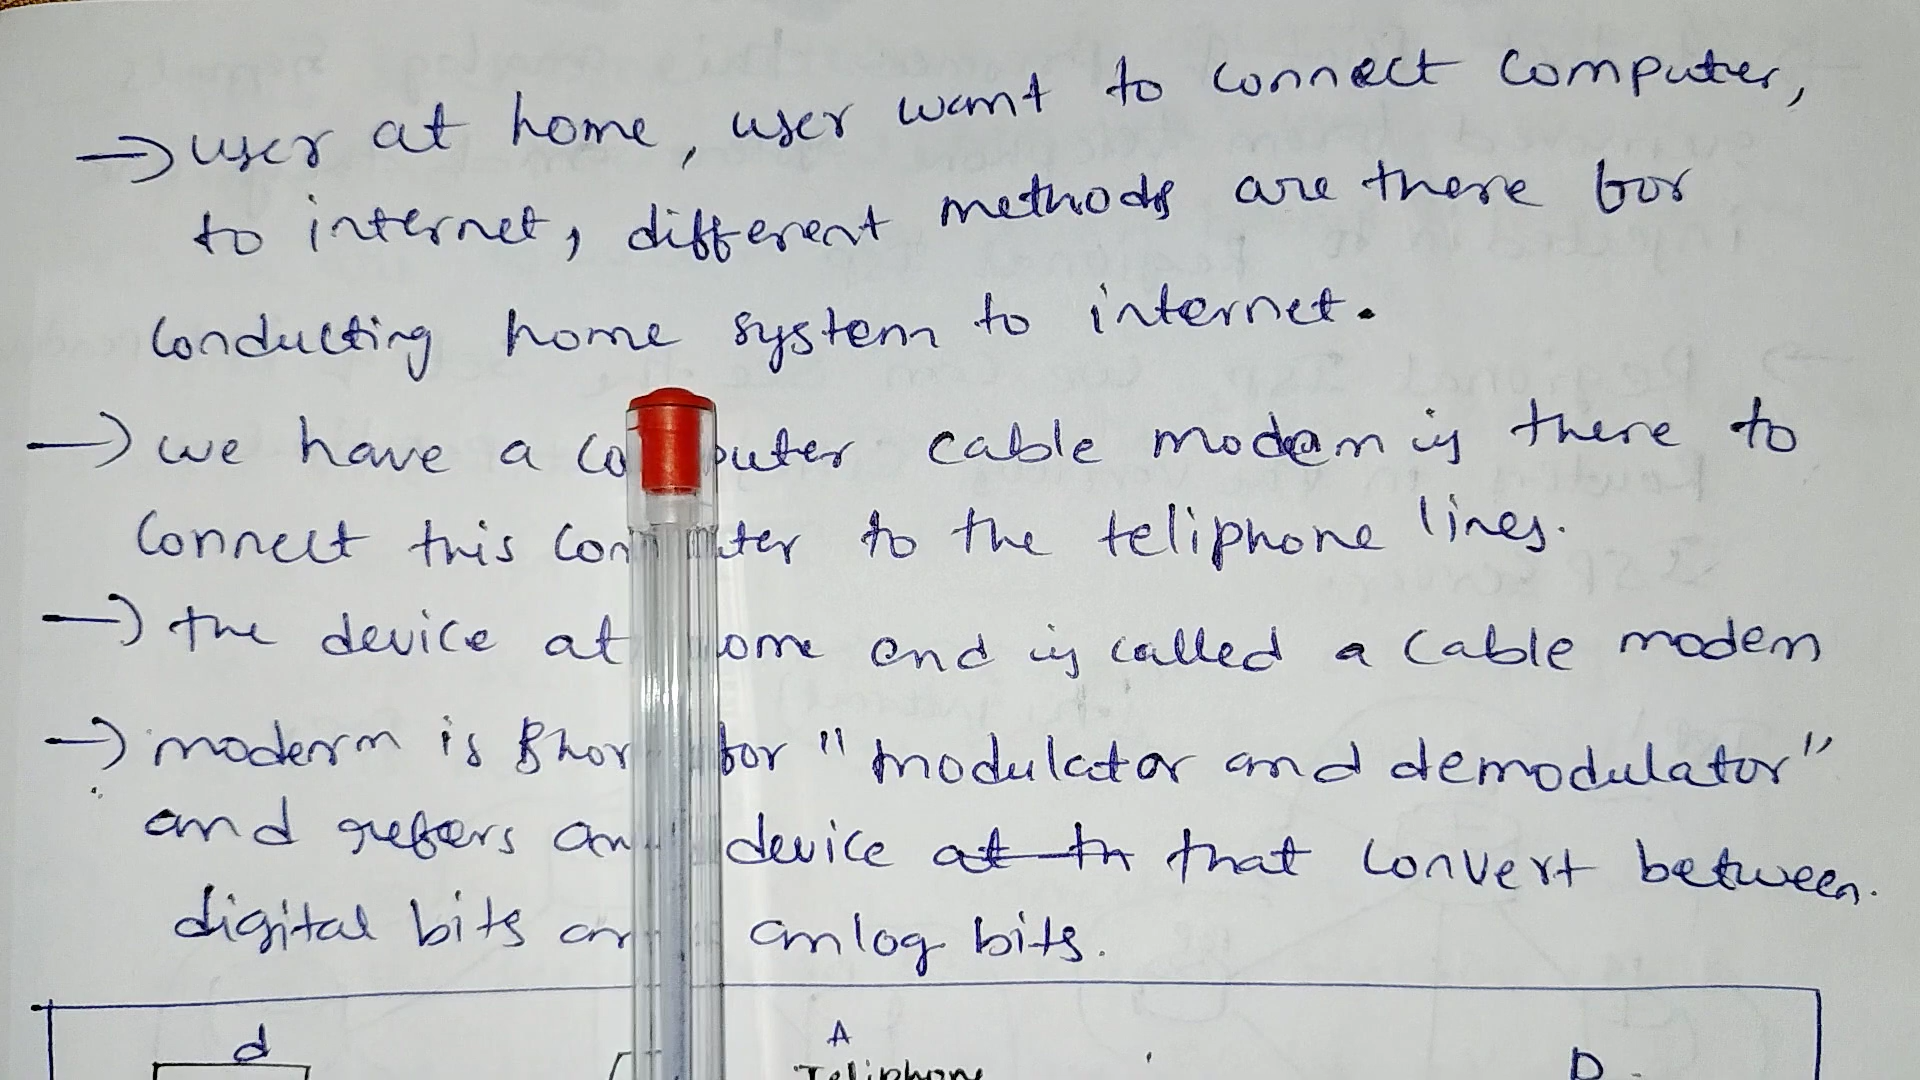 → user at home, user want to connect computer,
to internet, different methods are there for
conducting home system to internet.
→ we have a co puter cable modem is there to
connect this com ter to the teliphone lines.
→ the device at ome end is called a cable modem
→ moderm is shor for "modulator and demodulator"
and refers an device at th that convert between.
digital bits an anlog bits.
d A
Teliphone D